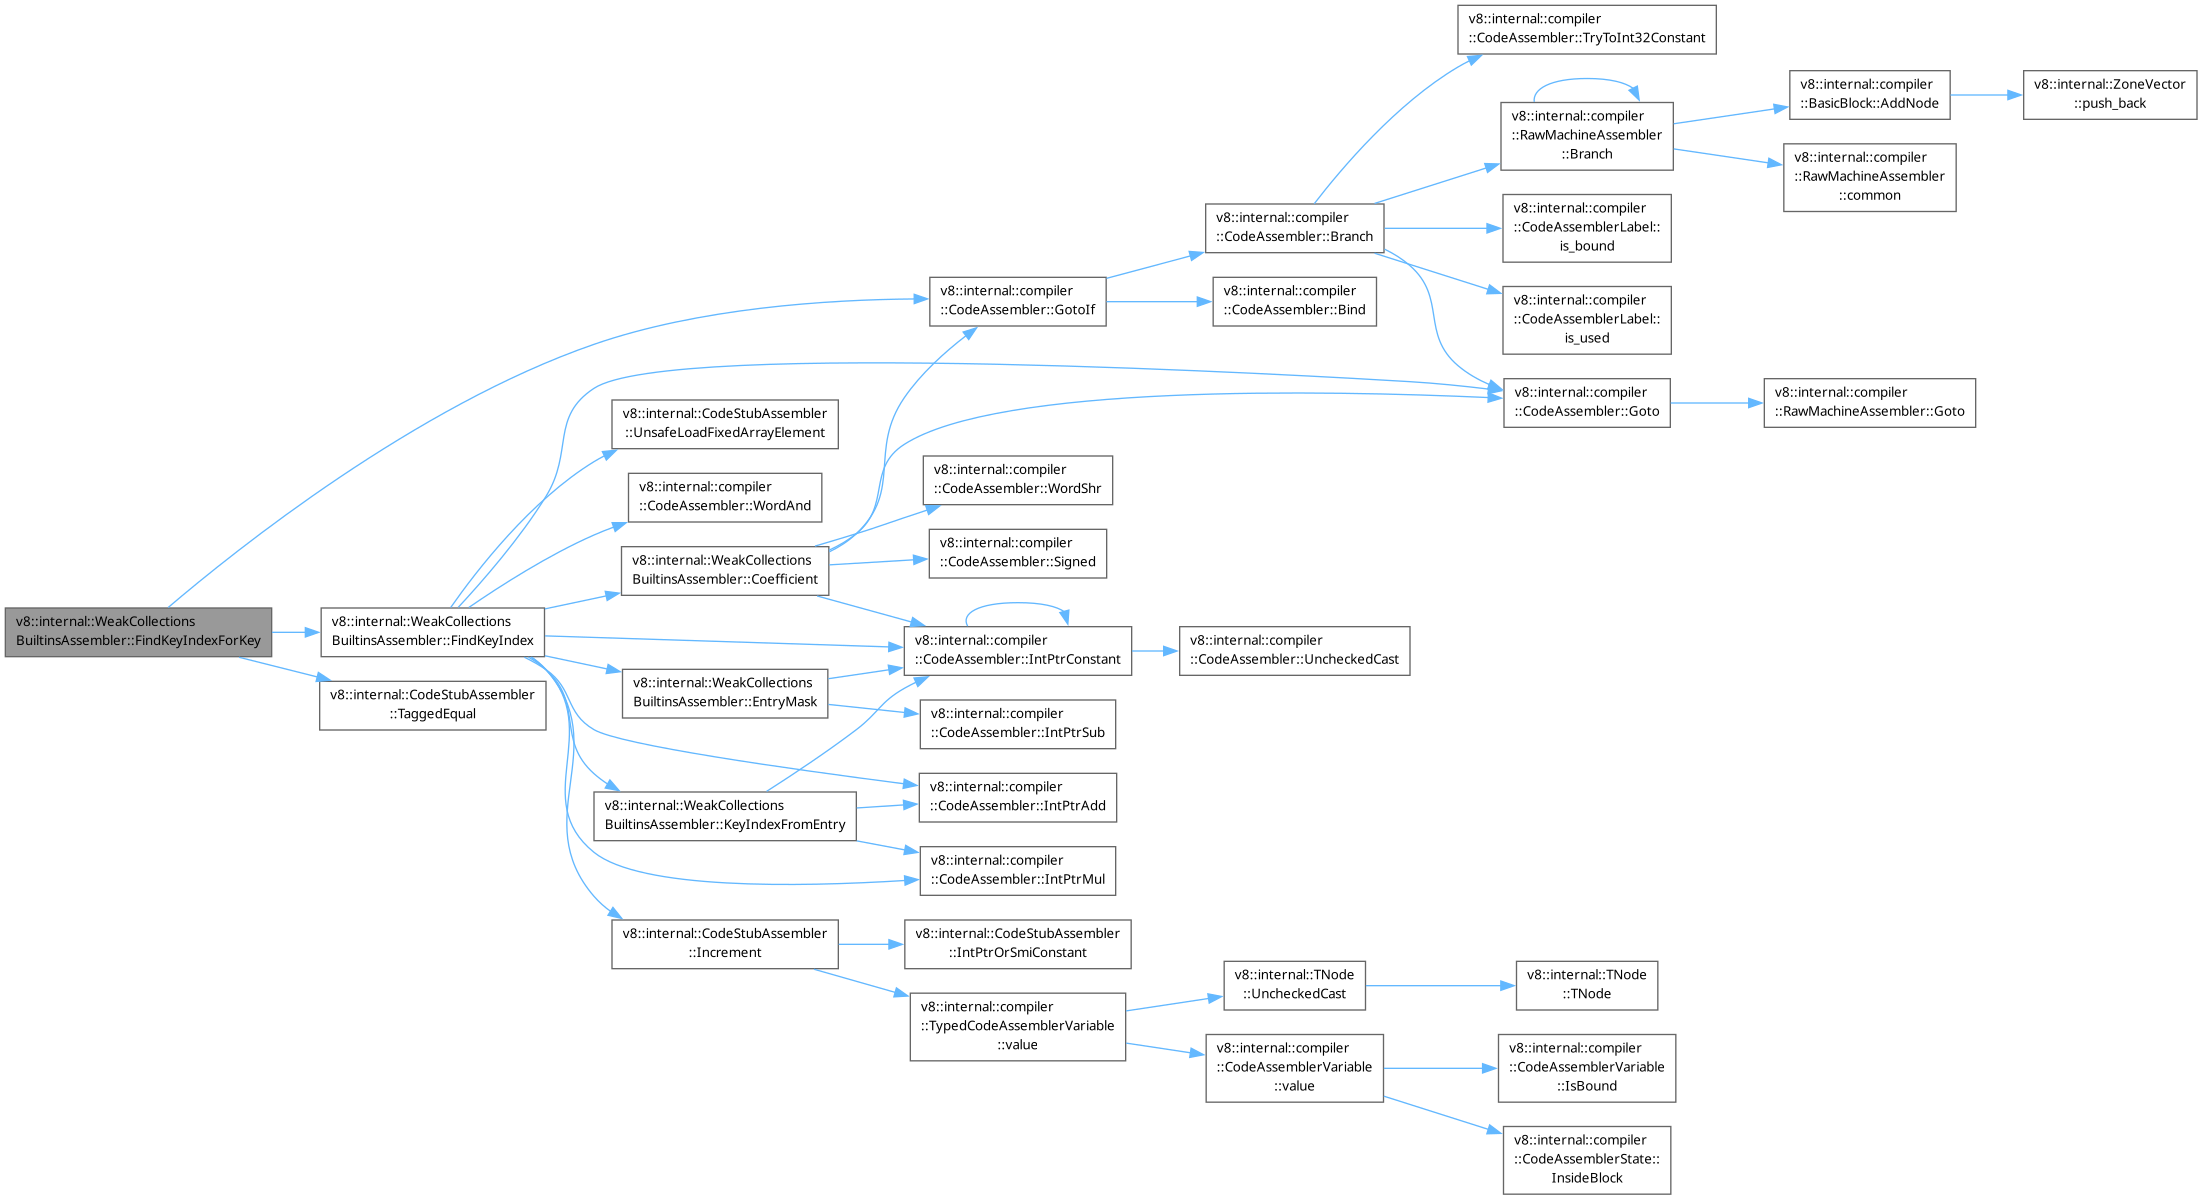 v8::internal::WeakCollections
BuiltinsAssembler::FindKeyIndexForKey
v8::internal::WeakCollections
BuiltinsAssembler::FindKeyIndex
v8::internal::CodeStubAssembler
::TaggedEqual
v8::internal::CodeStubAssembler
::UnsafeLoadFixedArrayElement
v8::internal::compiler
::CodeAssembler::WordAnd
v8::internal::WeakCollections
BuiltinsAssembler::Coefficient
v8::internal::WeakCollections
BuiltinsAssembler::EntryMask
v8::internal::WeakCollections
BuiltinsAssembler::KeyIndexFromEntry
v8::internal::CodeStubAssembler
::Increment
v8::internal::compiler
::CodeAssembler::GotoIf
v8::internal::compiler
::CodeAssembler::WordShr
v8::internal::compiler
::CodeAssembler::Signed
v8::internal::compiler
::CodeAssembler::IntPtrConstant
v8::internal::compiler
::CodeAssembler::IntPtrSub
v8::internal::compiler
::CodeAssembler::IntPtrAdd
v8::internal::compiler
::CodeAssembler::IntPtrMul
v8::internal::CodeStubAssembler
::IntPtrOrSmiConstant
v8::internal::compiler
::TypedCodeAssemblerVariable
::value
v8::internal::compiler
::CodeAssembler::Branch
v8::internal::compiler
::CodeAssembler::Bind
v8::internal::compiler
::CodeAssembler::UncheckedCast
v8::internal::TNode
::UncheckedCast
v8::internal::compiler
::CodeAssemblerVariable
::value
v8::internal::compiler
::CodeAssembler::TryToInt32Constant
v8::internal::compiler
::RawMachineAssembler
::Branch
v8::internal::compiler
::CodeAssemblerLabel::
is_bound
v8::internal::compiler
::CodeAssemblerLabel::
is_used
v8::internal::compiler
::CodeAssembler::Goto
v8::internal::TNode
::TNode
v8::internal::compiler
::CodeAssemblerVariable
::IsBound
v8::internal::compiler
::CodeAssemblerState::
InsideBlock
v8::internal::compiler
::BasicBlock::AddNode
v8::internal::compiler
::RawMachineAssembler
::common
v8::internal::compiler
::RawMachineAssembler::Goto
v8::internal::ZoneVector
::push_back